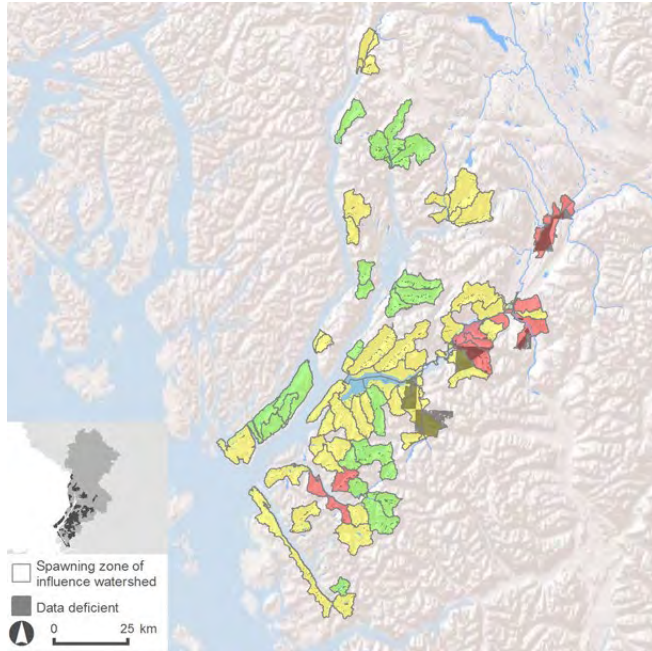 Spawning zone of
influence watershed
Data deficient
0 25 km